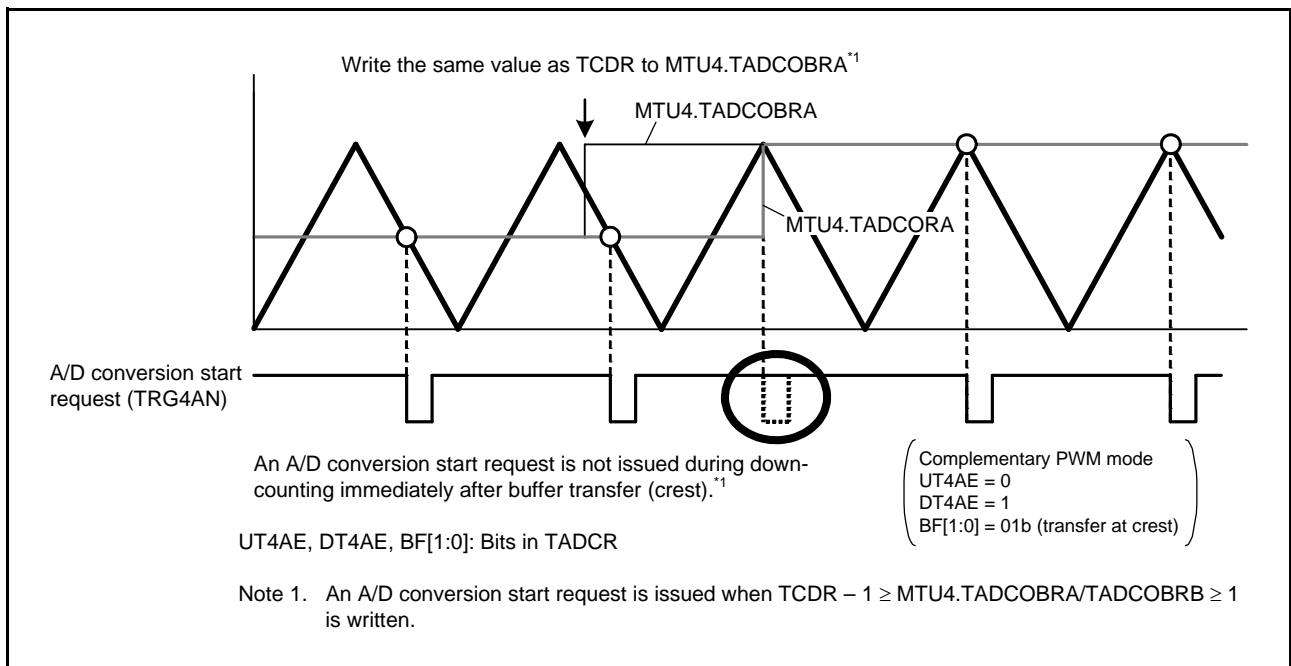 Write the same value as TCDR to MTU4.TADCOBRA*1
MTU4.TADCOBRA
MTU4.TADCORA
A/D conversion start
request (TRG4AN)
An A/D conversion start request is not issued during down-
counting immediately after buffer transfer (crest).*1
Complementary PWM mode
UT4AE = 0
DT4AE = 1
BF[1:0] = 01b (transfer at crest)
UT4AE, DT4AE, BF[1:0]: Bits in TADCR
Note 1. An A/D conversion start request is issued when TCDR – 1 ≥ MTU4.TADCOBRA/TADCOBRB ≥ 1
is written.